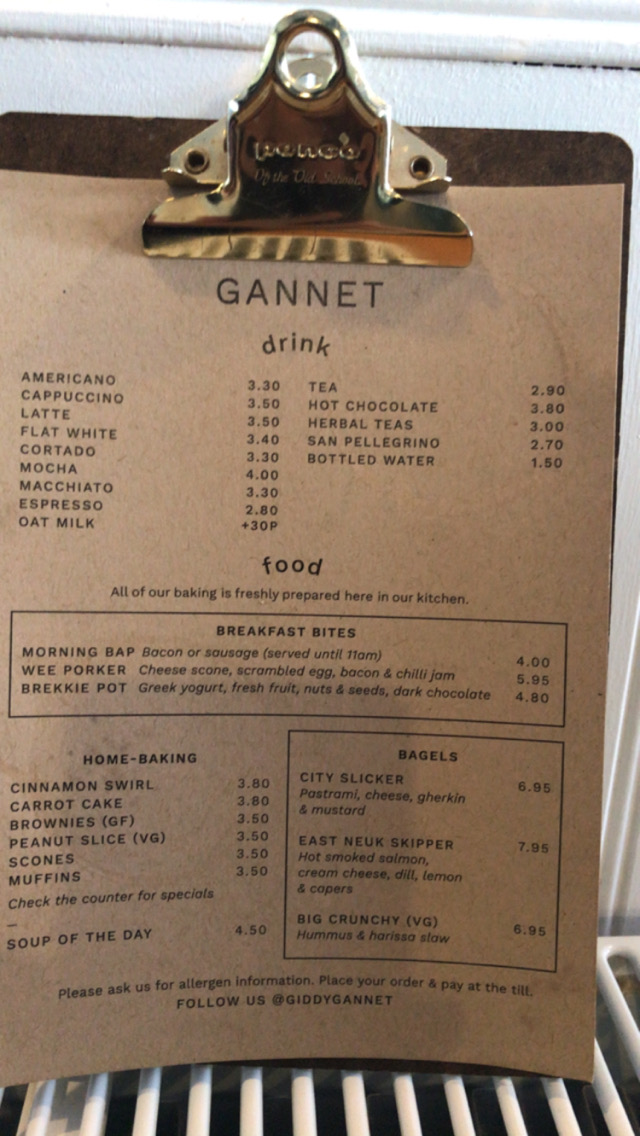 penco
GANNET
drink
AMERICANO 3.30
CAPPUCCINO 3.50
LATTE 3.50
FLAT WHITE 3.40
CORTADO 3.30
MOCHA 4.00
MACCHIATO 3.30
ESPRESSO 2.80
OAT MILK +30P
TEA 2.90
HOT CHOCOLATE 3.80
HERBAL TEAS 3.00
SAN PELLEGRINO 2.70
BOTTLED WATER 1.50
food
All of our baking is freshly prepared here in our kitchen.
BREAKFAST BITES
MORNING BAP Bacon or sausage (served until 11am) 4.00
WEE PORKER Cheese scone, scrambled egg, bacon & chilli jam 5.95
BREKKIE POT Greek yogurt, fresh fruit, nuts & seeds, dark chocolate 4.80
HOME-BAKING
CINNAMON SWIRL 3.80
CARROT CAKE 3.80
BROWNIES (GF) 3.50
PEANUT SLICE (VG) 3.50
SCONES 3.50
MUFFINS 3.50
Check the counter for specials
—
SOUP OF THE DAY 4.50
BAGELS
CITY SLICKER 6.95
Pastrami, cheese, gherkin
& mustard
EAST NEUK SKIPPER 7.95
Hot smoked salmon,
cream cheese, dill, lemon
& capers
BIG CRUNCHY (VG) 6.95
Hummus & harissa slaw
Please ask us for allergen information. Place your order & pay at the till.
FOLLOW US @GIDDYGANNET